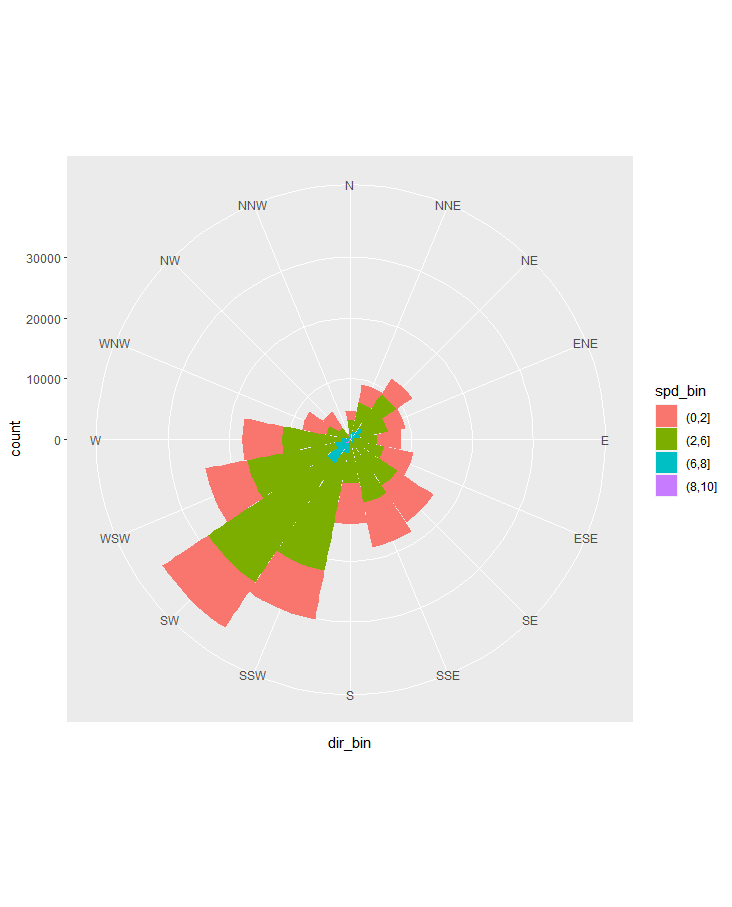 N
NNW
NNE
NW
NE
30000
20000
WNW
ENE
10000
spd_bin
(0,2]
count
0
W
E
(2,6]
(6,8]
(8,10]
WSW
ESE
SW
SE
SSW
SSE
S
dir_bin